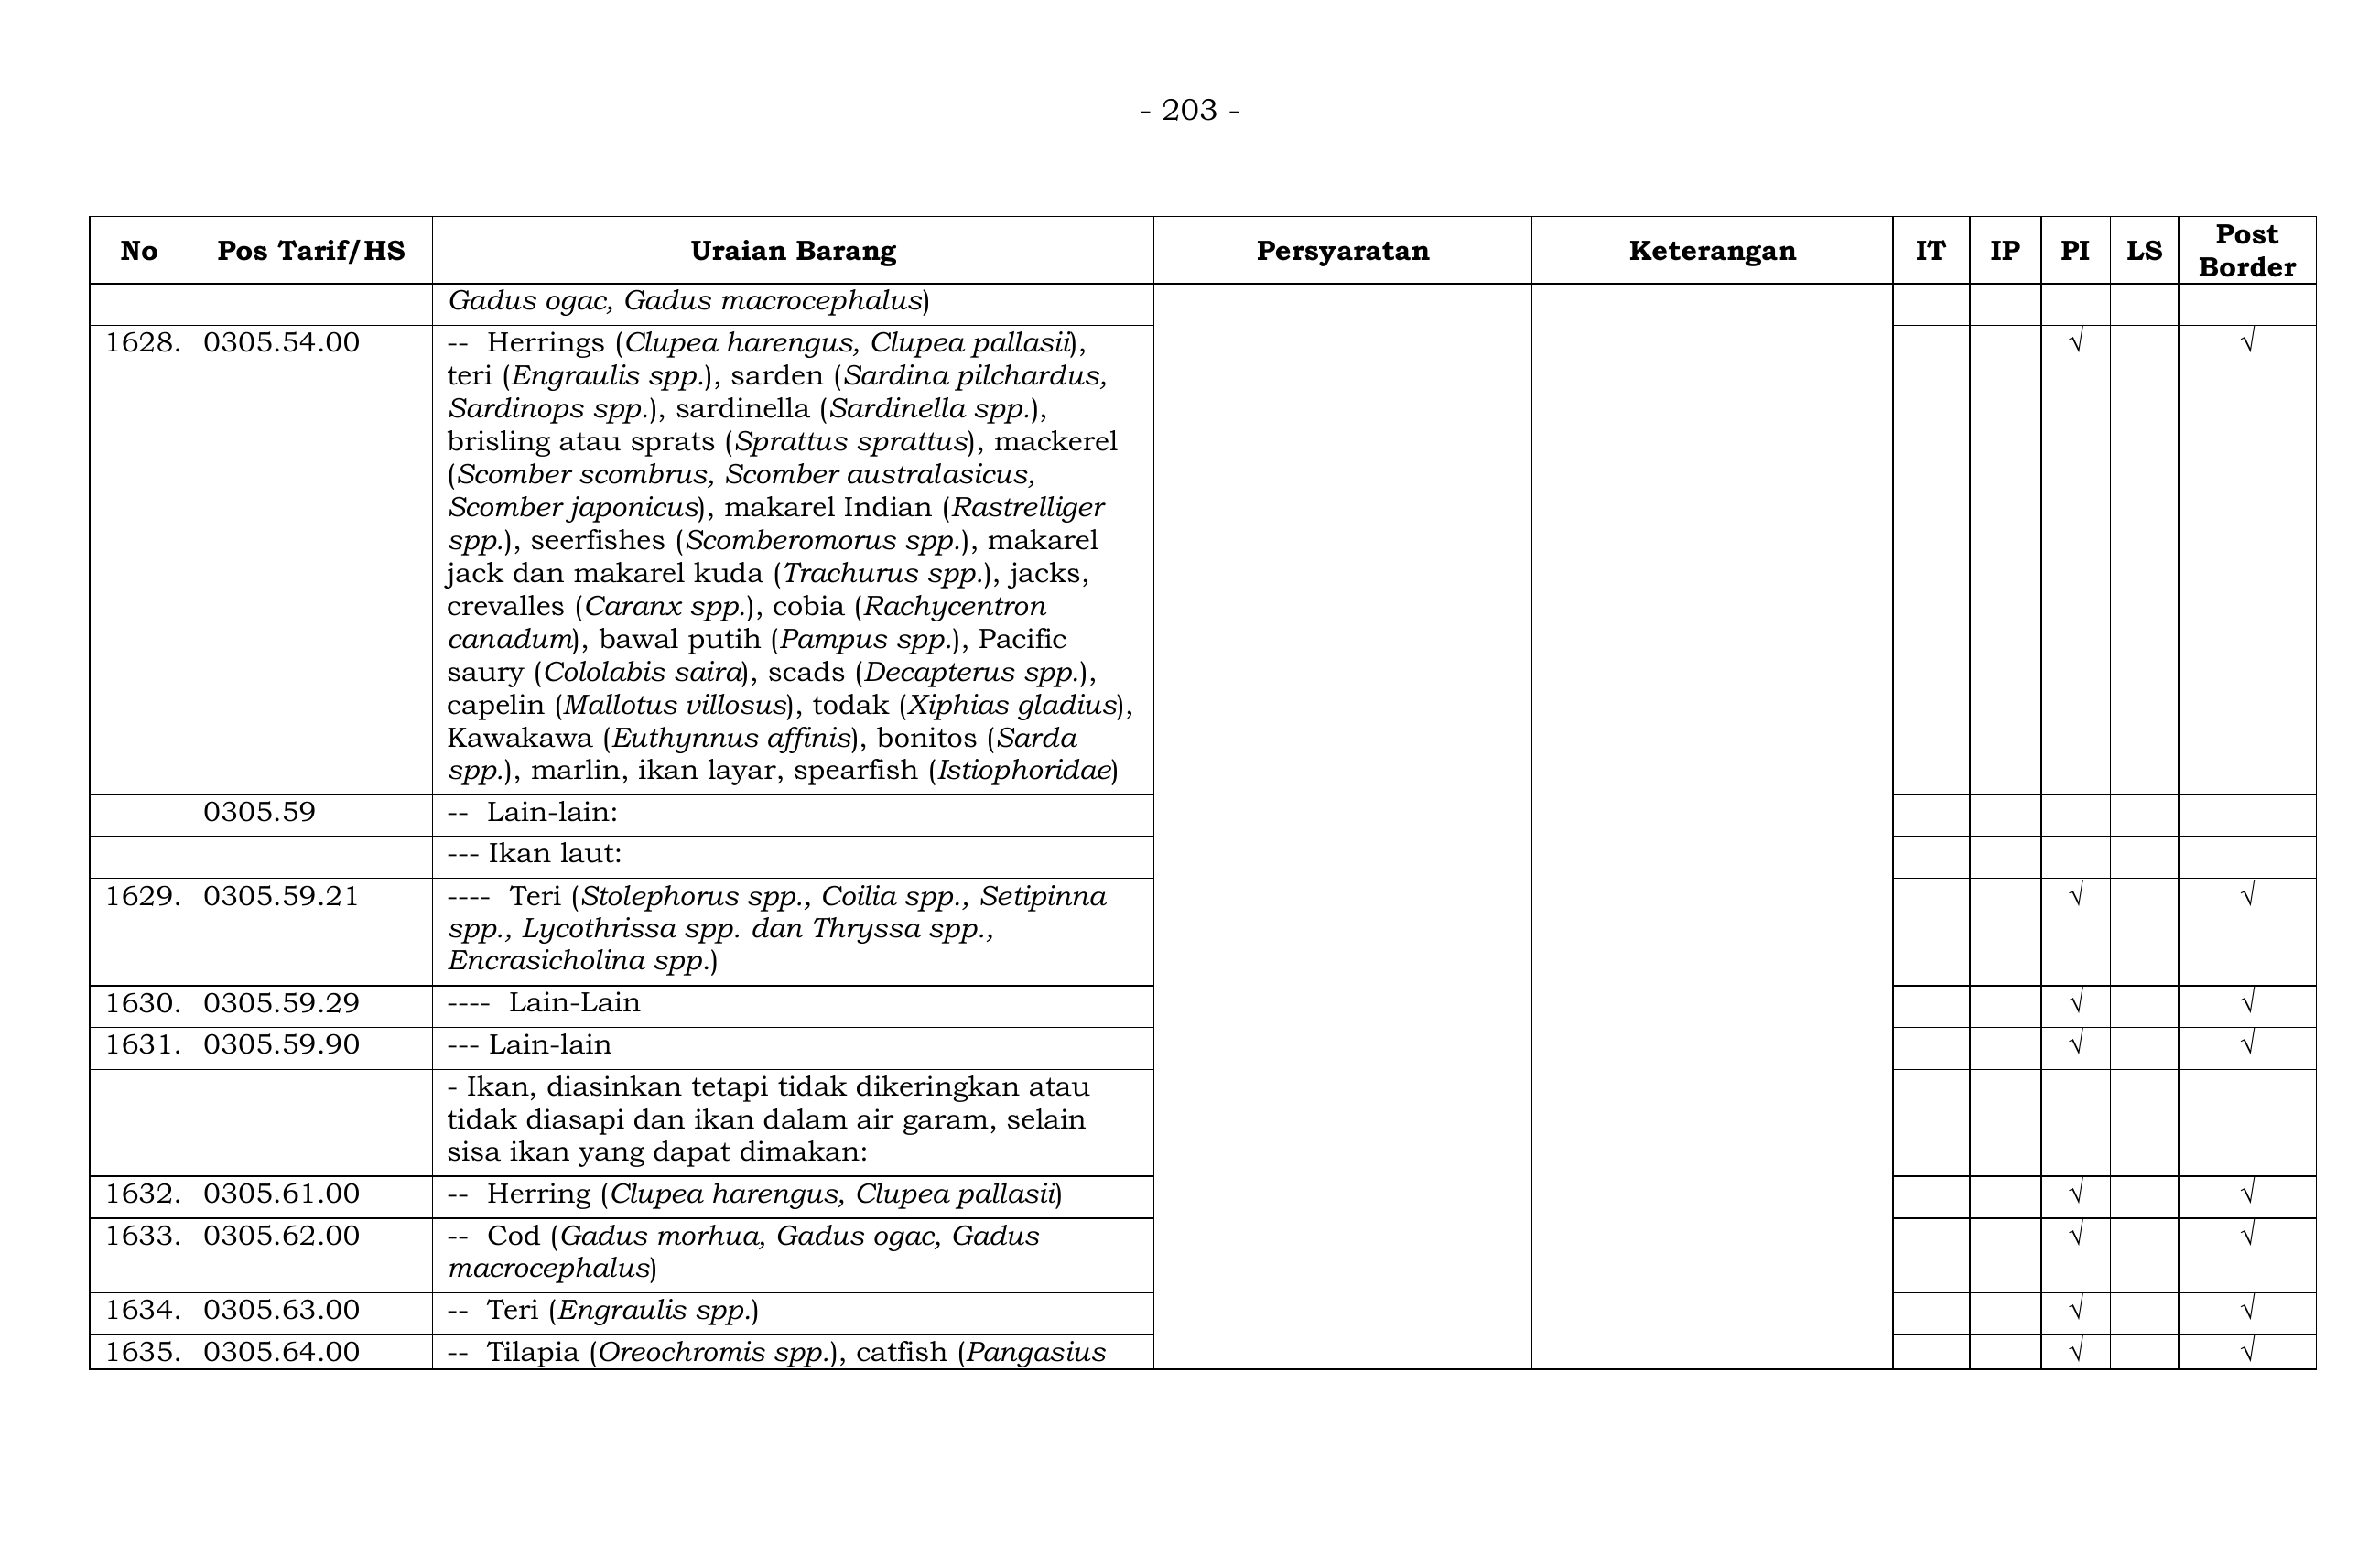 - 203 -
No Pos Tarif/HS Uraian Barang Persyaratan Keterangan IT IP PI LS Post Border
Gadus ogac, Gadus macrocephalus)
1628. 0305.54.00 -- Herrings (Clupea harengus, Clupea pallasii), √ √
teri (Engraulis spp.), sarden (Sardina pilchardus,
Sardinops spp.), sardinella (Sardinella spp.),
brisling atau sprats (Sprattus sprattus), mackerel
(Scomber scombrus, Scomber australasicus,
Scomber japonicus), makarel Indian (Rastrelliger
spp.), seerfishes (Scomberomorus spp.), makarel
jack dan makarel kuda (Trachurus spp.), jacks,
crevalles (Caranx spp.), cobia (Rachycentron
canadum), bawal putih (Pampus spp.), Pacific
saury (Cololabis saira), scads (Decapterus spp.),
capelin (Mallotus villosus), todak (Xiphias gladius),
Kawakawa (Euthynnus affinis), bonitos (Sarda
spp.), marlin, ikan layar, spearfish (Istiophoridae)
0305.59 -- Lain-lain:
--- Ikan laut:
1629. 0305.59.21 ---- Teri (Stolephorus spp., Coilia spp., Setipinna √ √
spp., Lycothrissa spp. dan Thryssa spp.,
Encrasicholina spp.)
1630. 0305.59.29 ---- Lain-Lain √ √
1631. 0305.59.90 --- Lain-lain √ √
- Ikan, diasinkan tetapi tidak dikeringkan atau
tidak diasapi dan ikan dalam air garam, selain
sisa ikan yang dapat dimakan:
1632. 0305.61.00 -- Herring (Clupea harengus, Clupea pallasii) √ √
1633. 0305.62.00 -- Cod (Gadus morhua, Gadus ogac, Gadus √ √
macrocephalus)
1634. 0305.63.00 -- Teri (Engraulis spp.) √ √
1635. 0305.64.00 -- Tilapia (Oreochromis spp.), catfish (Pangasius √ √